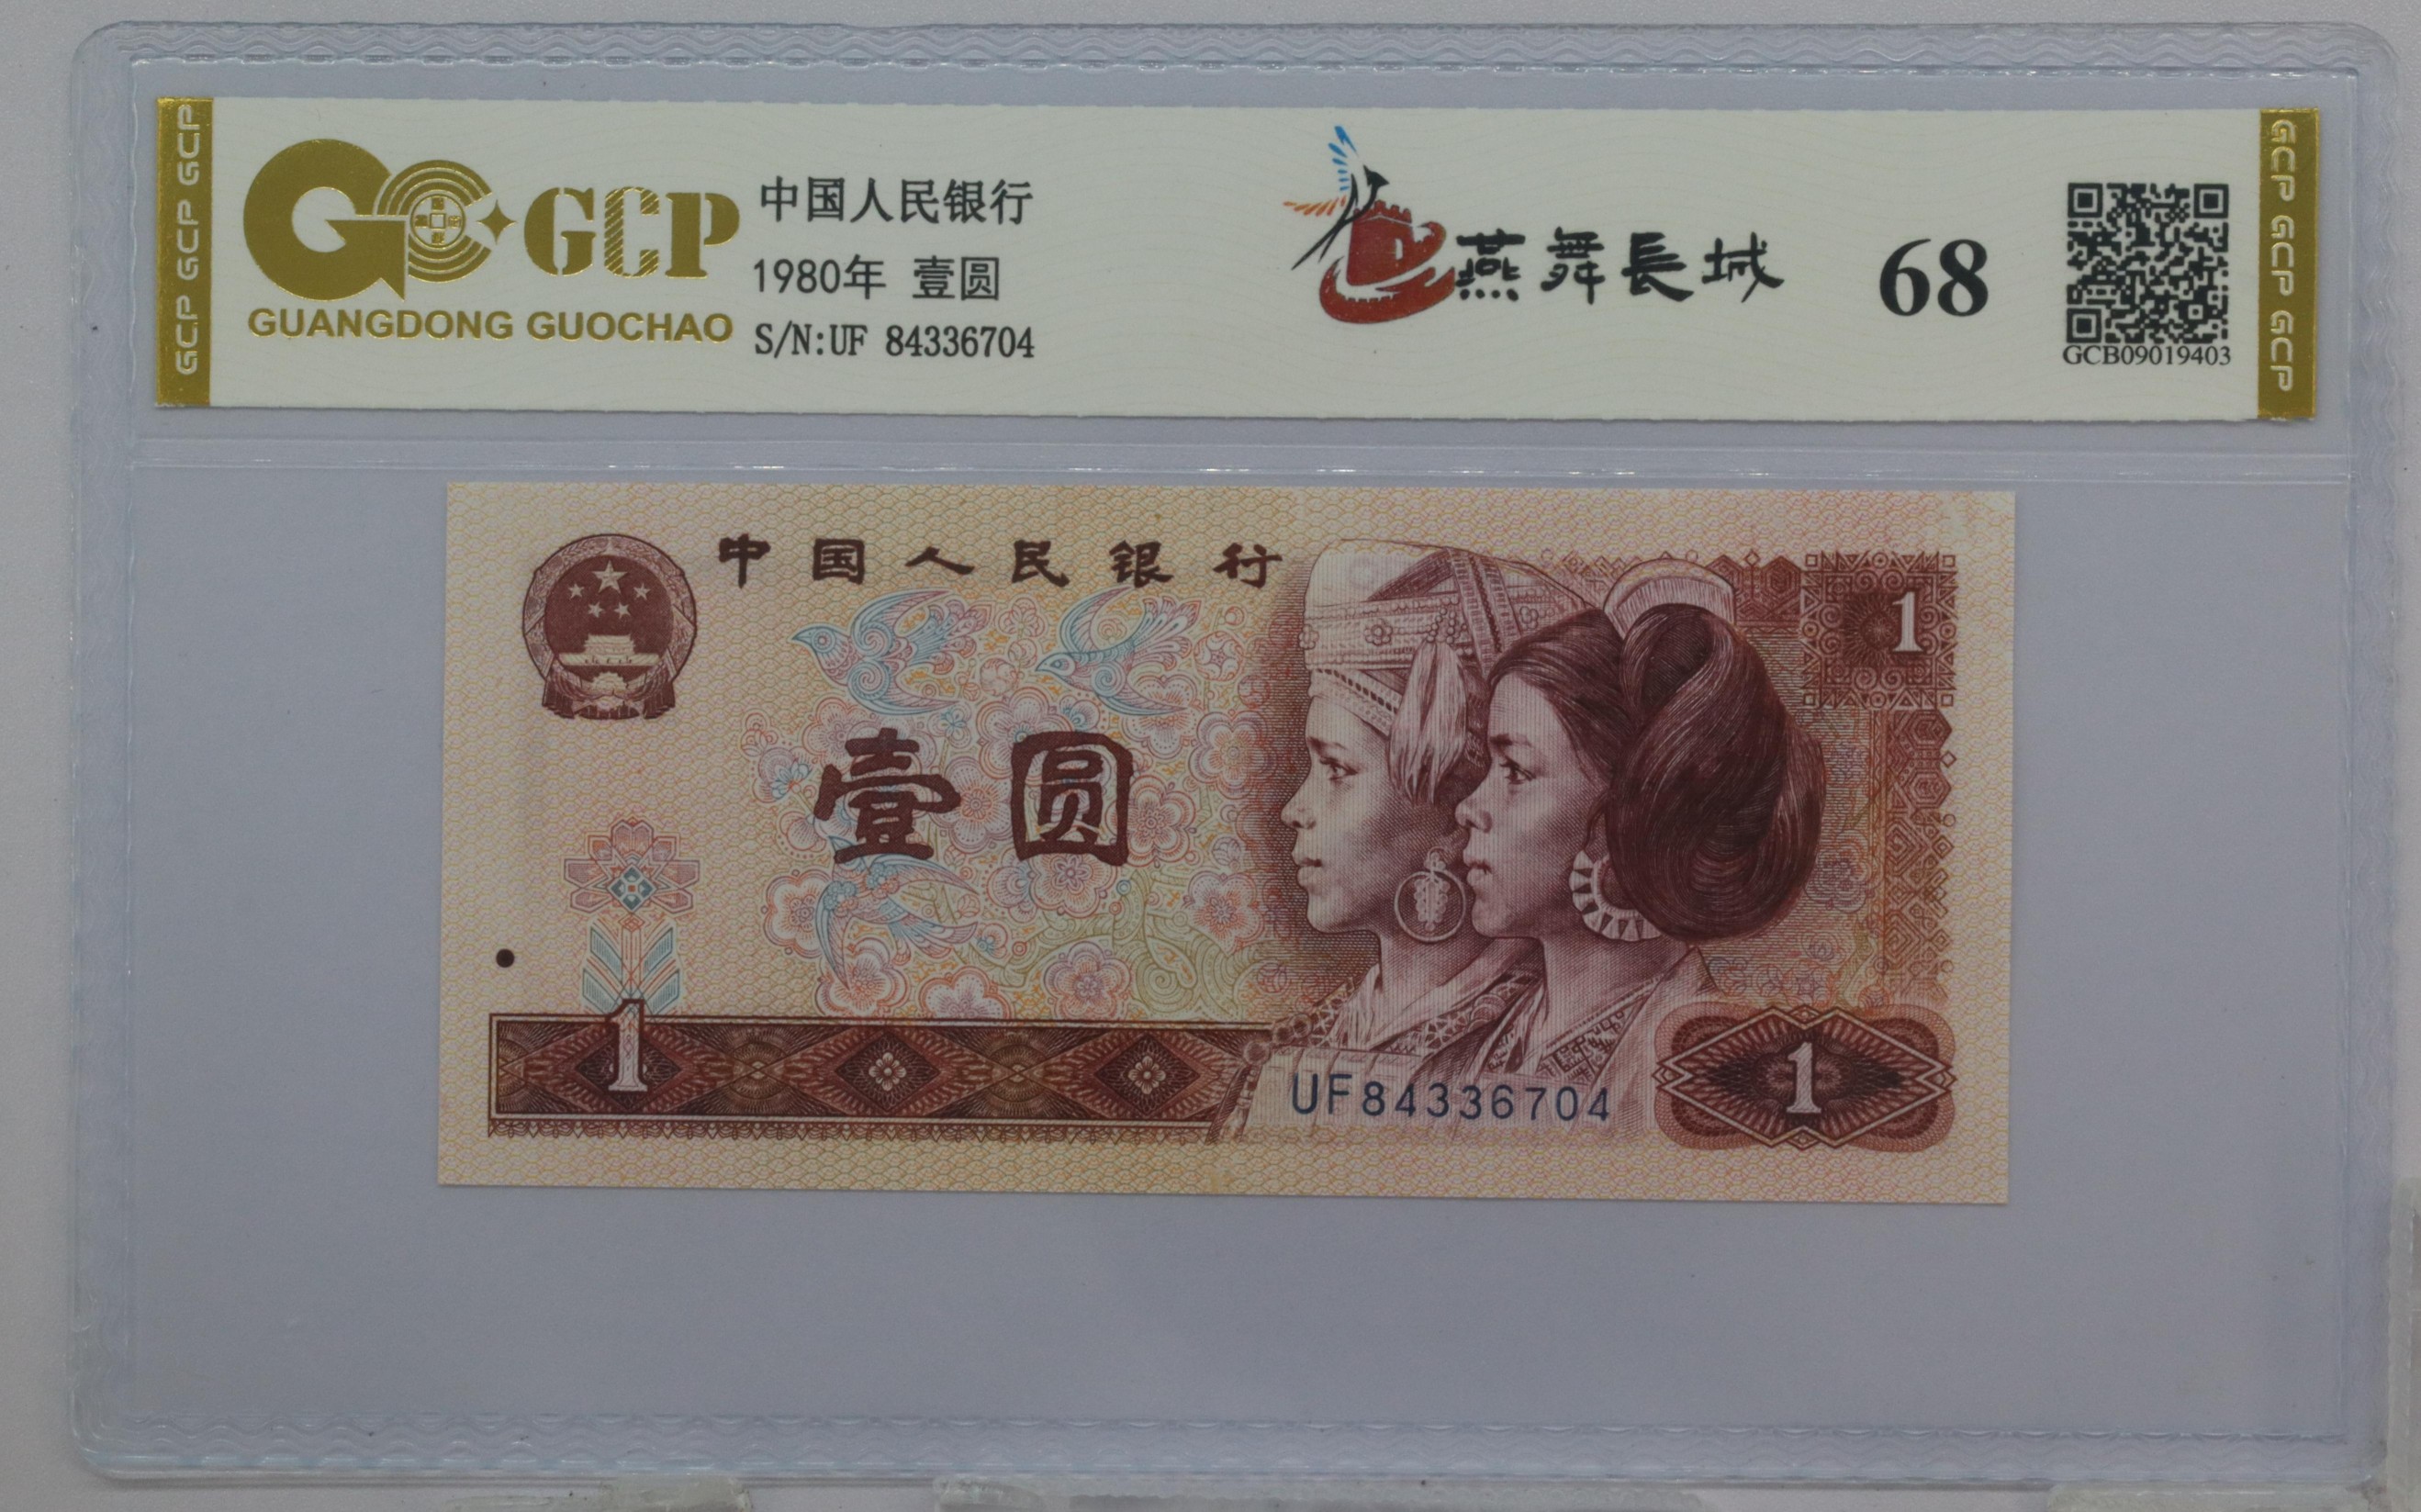 GCP GCP GCP
GCP
GUANGDONG GUOCHAO
中国人民银行
1980年 壹圆
S/N:UF 84336704
燕舞長城
68
GCB09019403
GCP GCP GCP
中国人民银行
1
壹圆
1
UF84336704
1